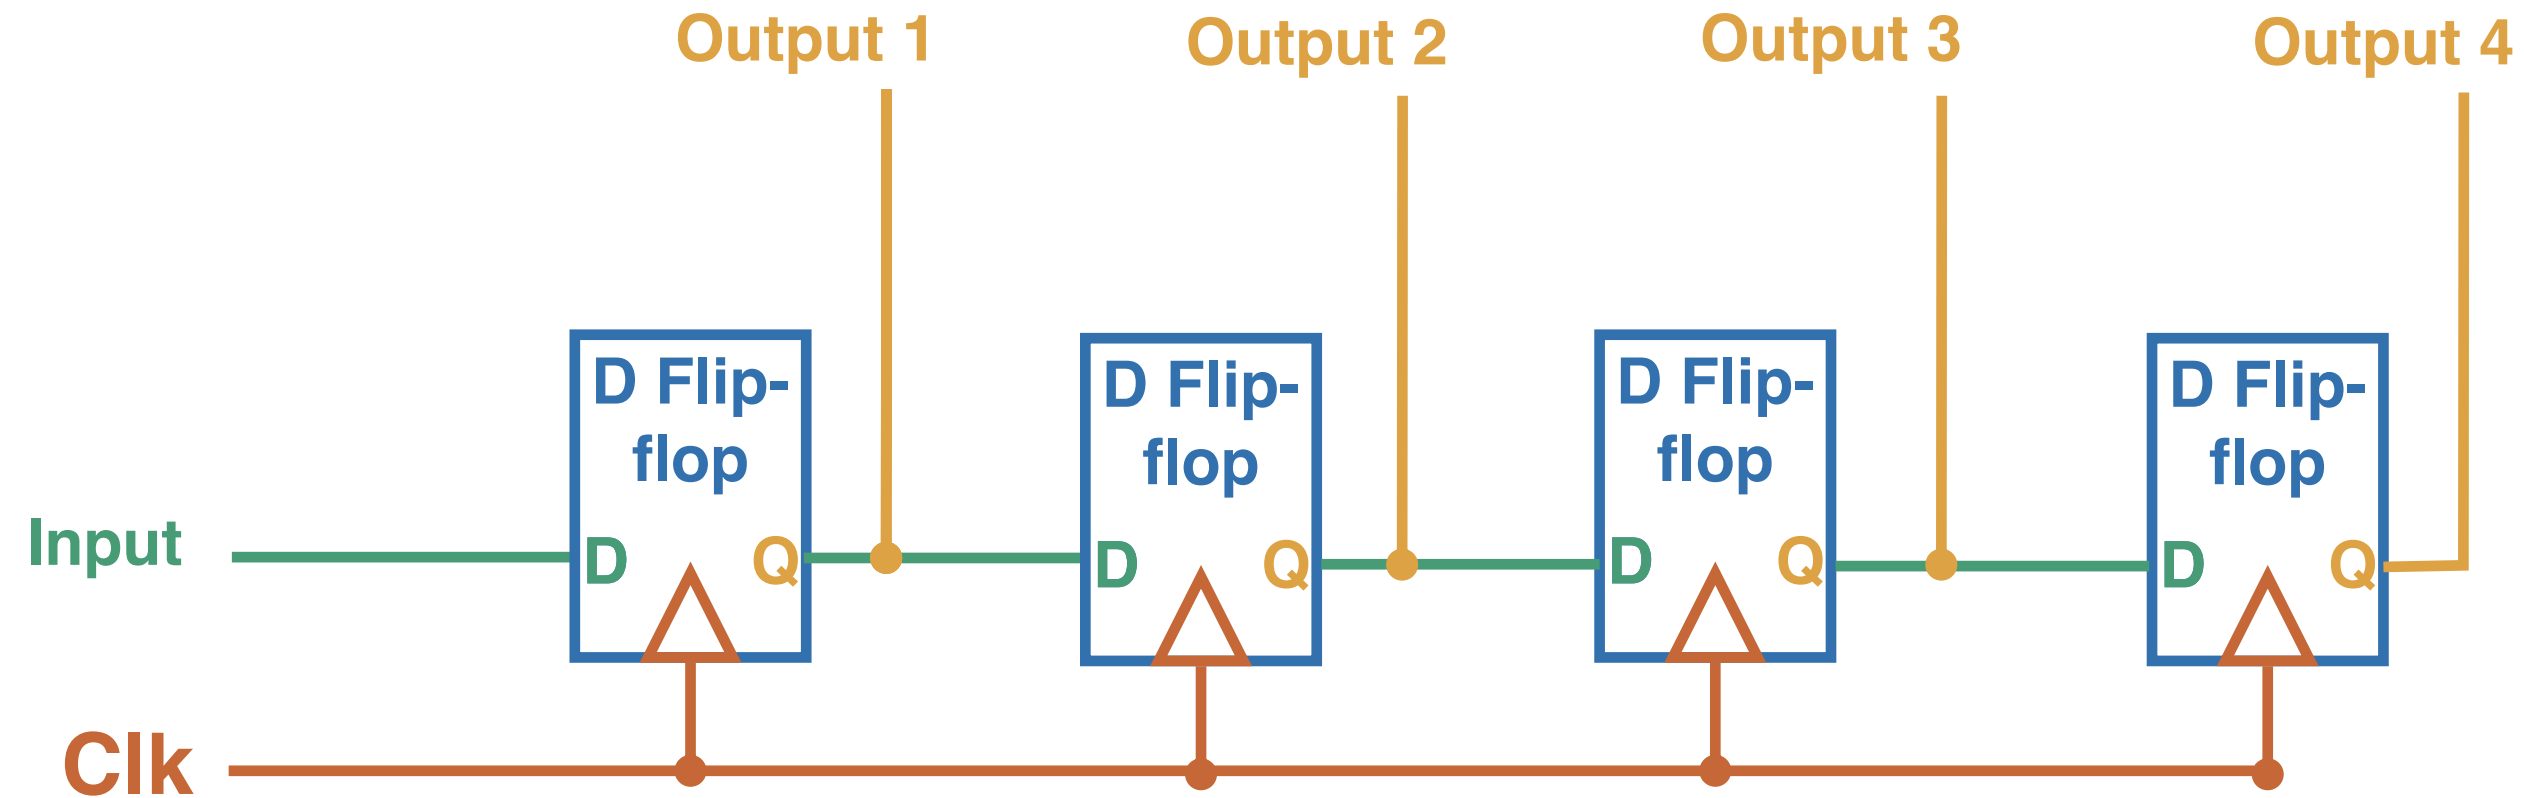 Output 1
Output 2
Output 3
Output 4
D Flip-
flop
D Flip-
flop
D Flip-
flop
D Flip-
flop
Input
D
Q
D
Q
D
Q
D
Q
Clk